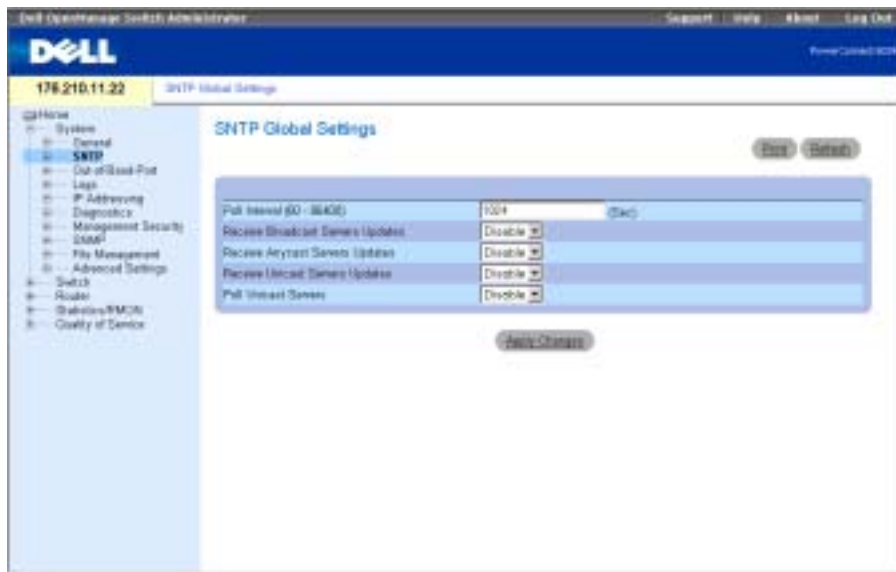 Dell OpenManage Switch Administrator
Support Help About Log Out
DELL
PowerConnect
176.210.11.22
SNTP Global Settings
Home
System
General
SNTP
Out-of-Band-Port
Logs
IP Addressing
Diagnostics
Management Security
SNMP
File Management
Advanced Settings
Switch
Router
Statistics/RMON
Quality of Service
SNTP Global Settings
Print Refresh
Poll Interval (60 - 86400) 1024 (Sec)
Receive Broadcast Servers Updates Disable
Receive Anycast Servers Updates Disable
Receive Unicast Servers Updates Disable
Poll Unicast Servers Disable
Apply Changes